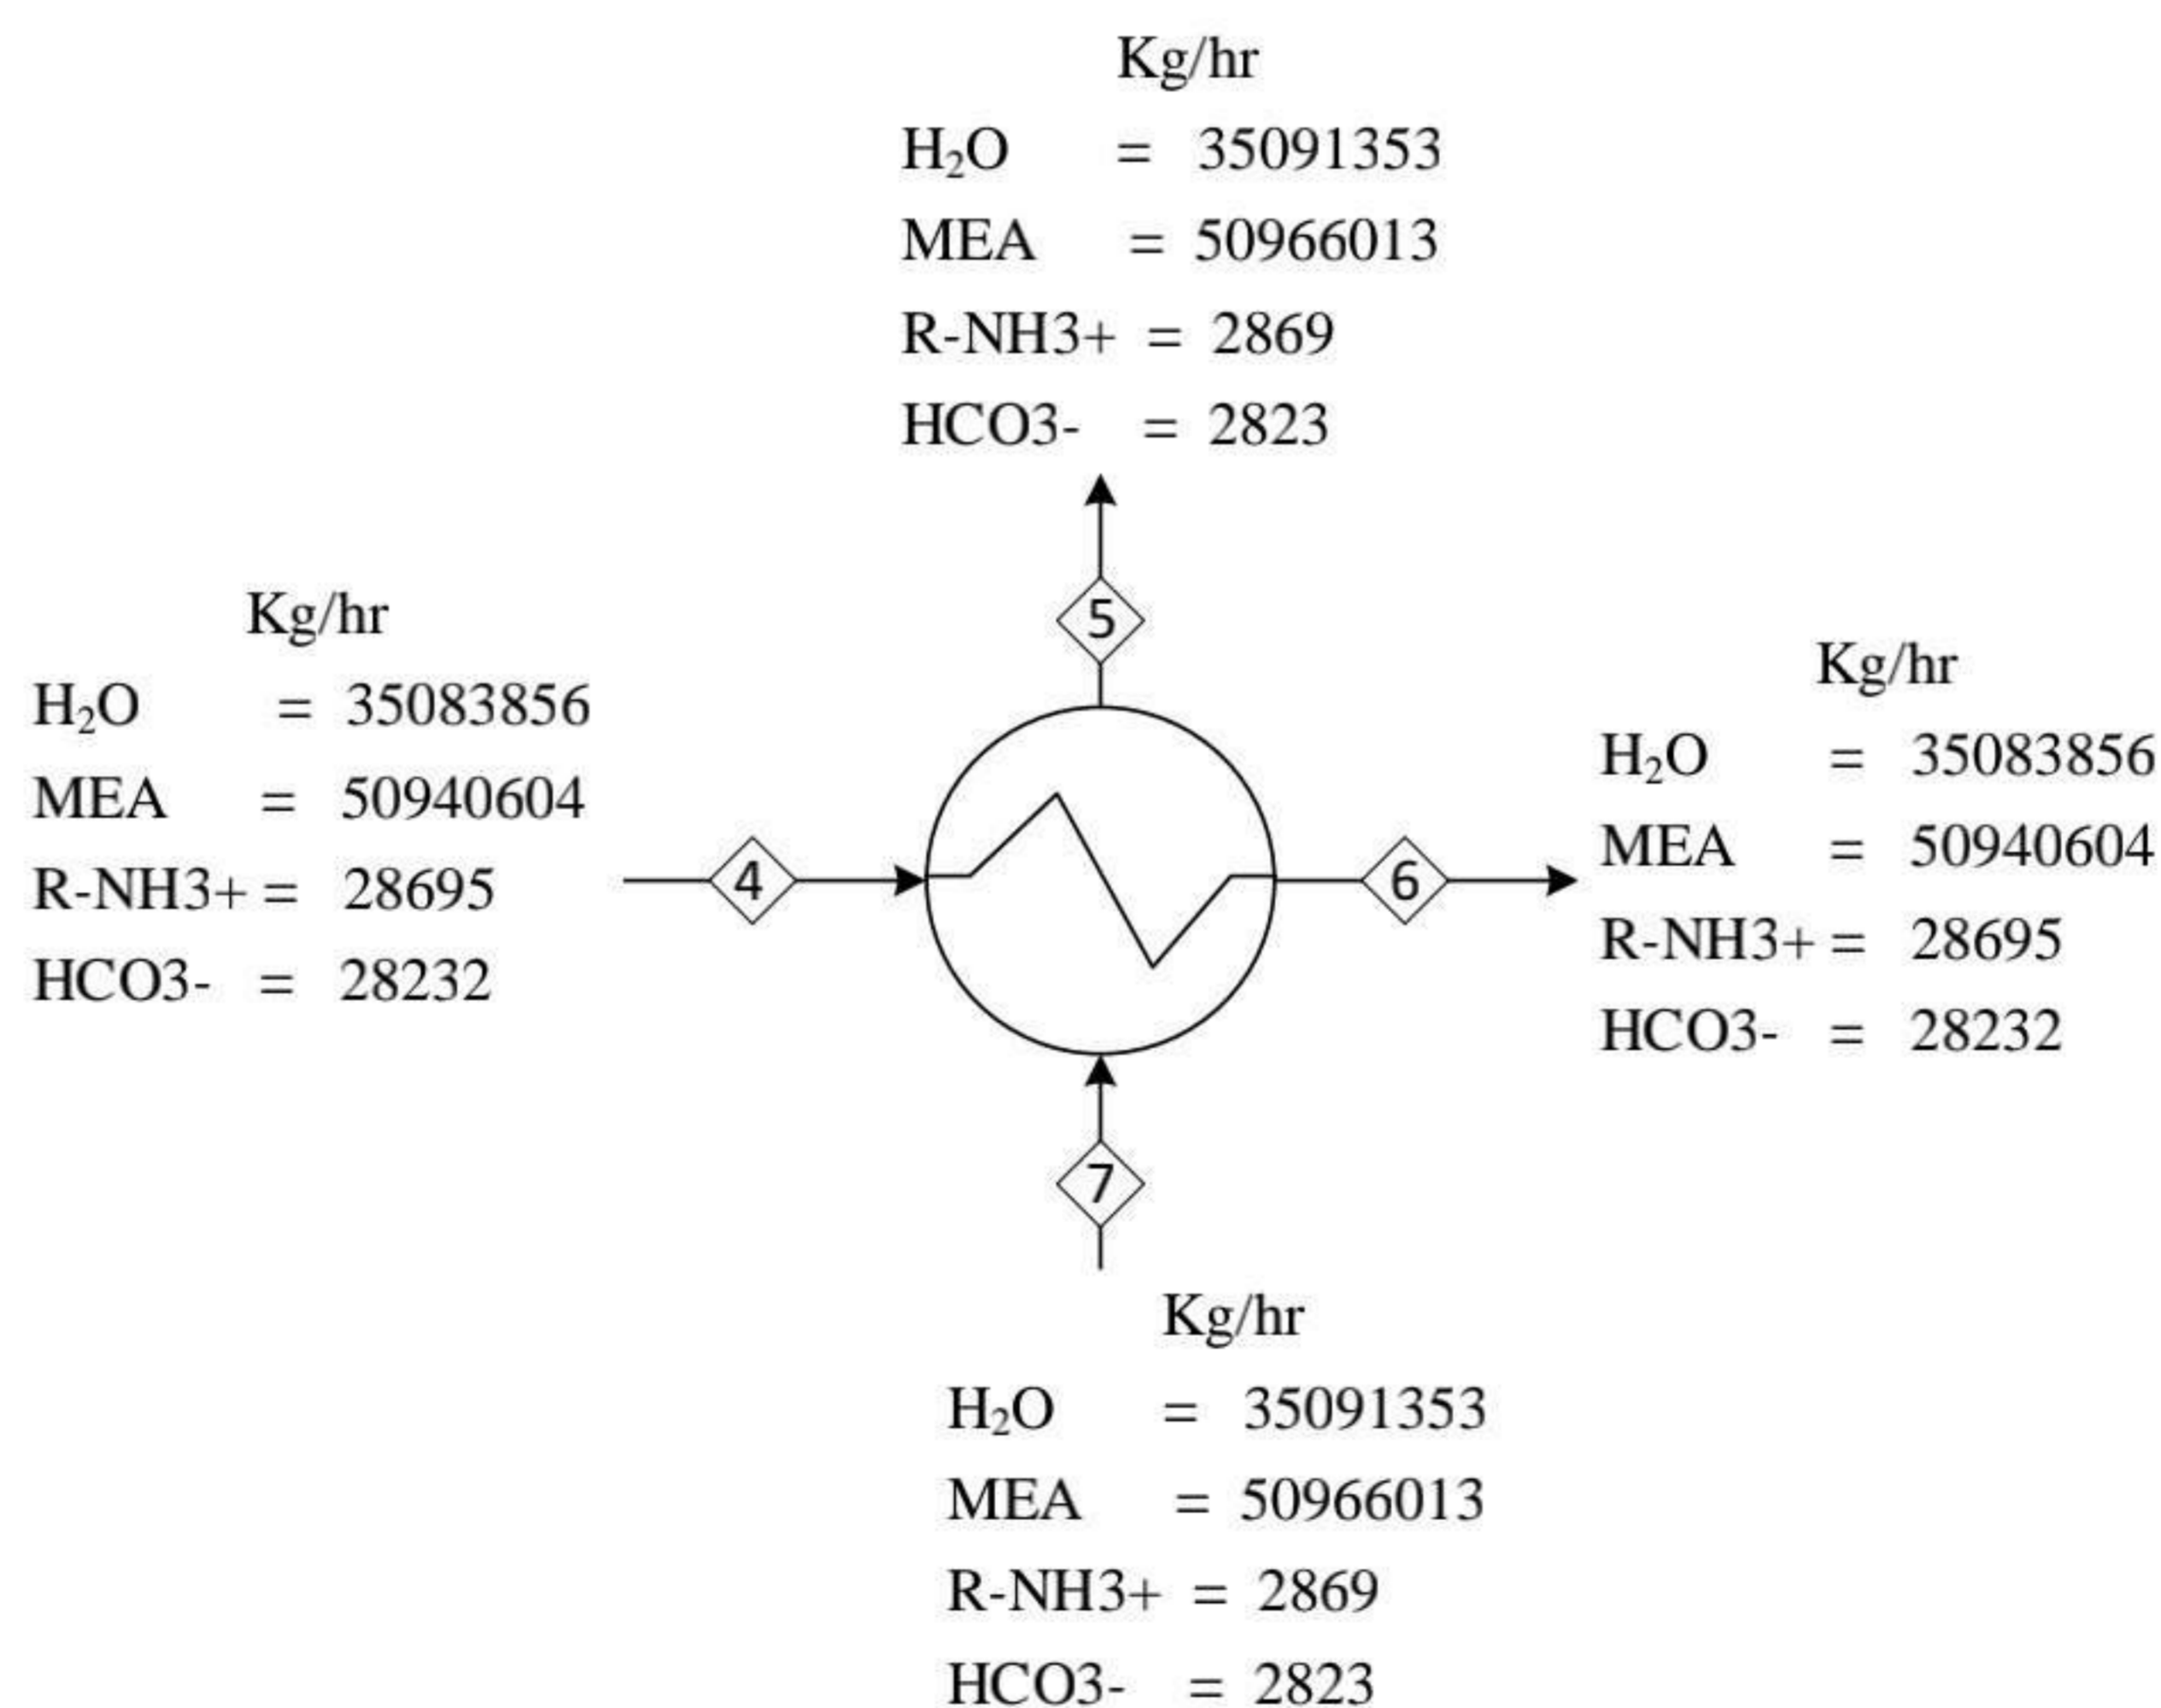 Kg/hr
H₂O = 35091353
MEA = 50966013
R-NH3+ = 2869
HCO3- = 2823
5
Kg/hr
H₂O = 35083856
MEA = 50940604
R-NH3+ = 28695
HCO3- = 28232
4
6
Kg/hr
H₂O = 35083856
MEA = 50940604
R-NH3+ = 28695
HCO3- = 28232
7
Kg/hr
H₂O = 35091353
MEA = 50966013
R-NH3+ = 2869
HCO3- = 2823